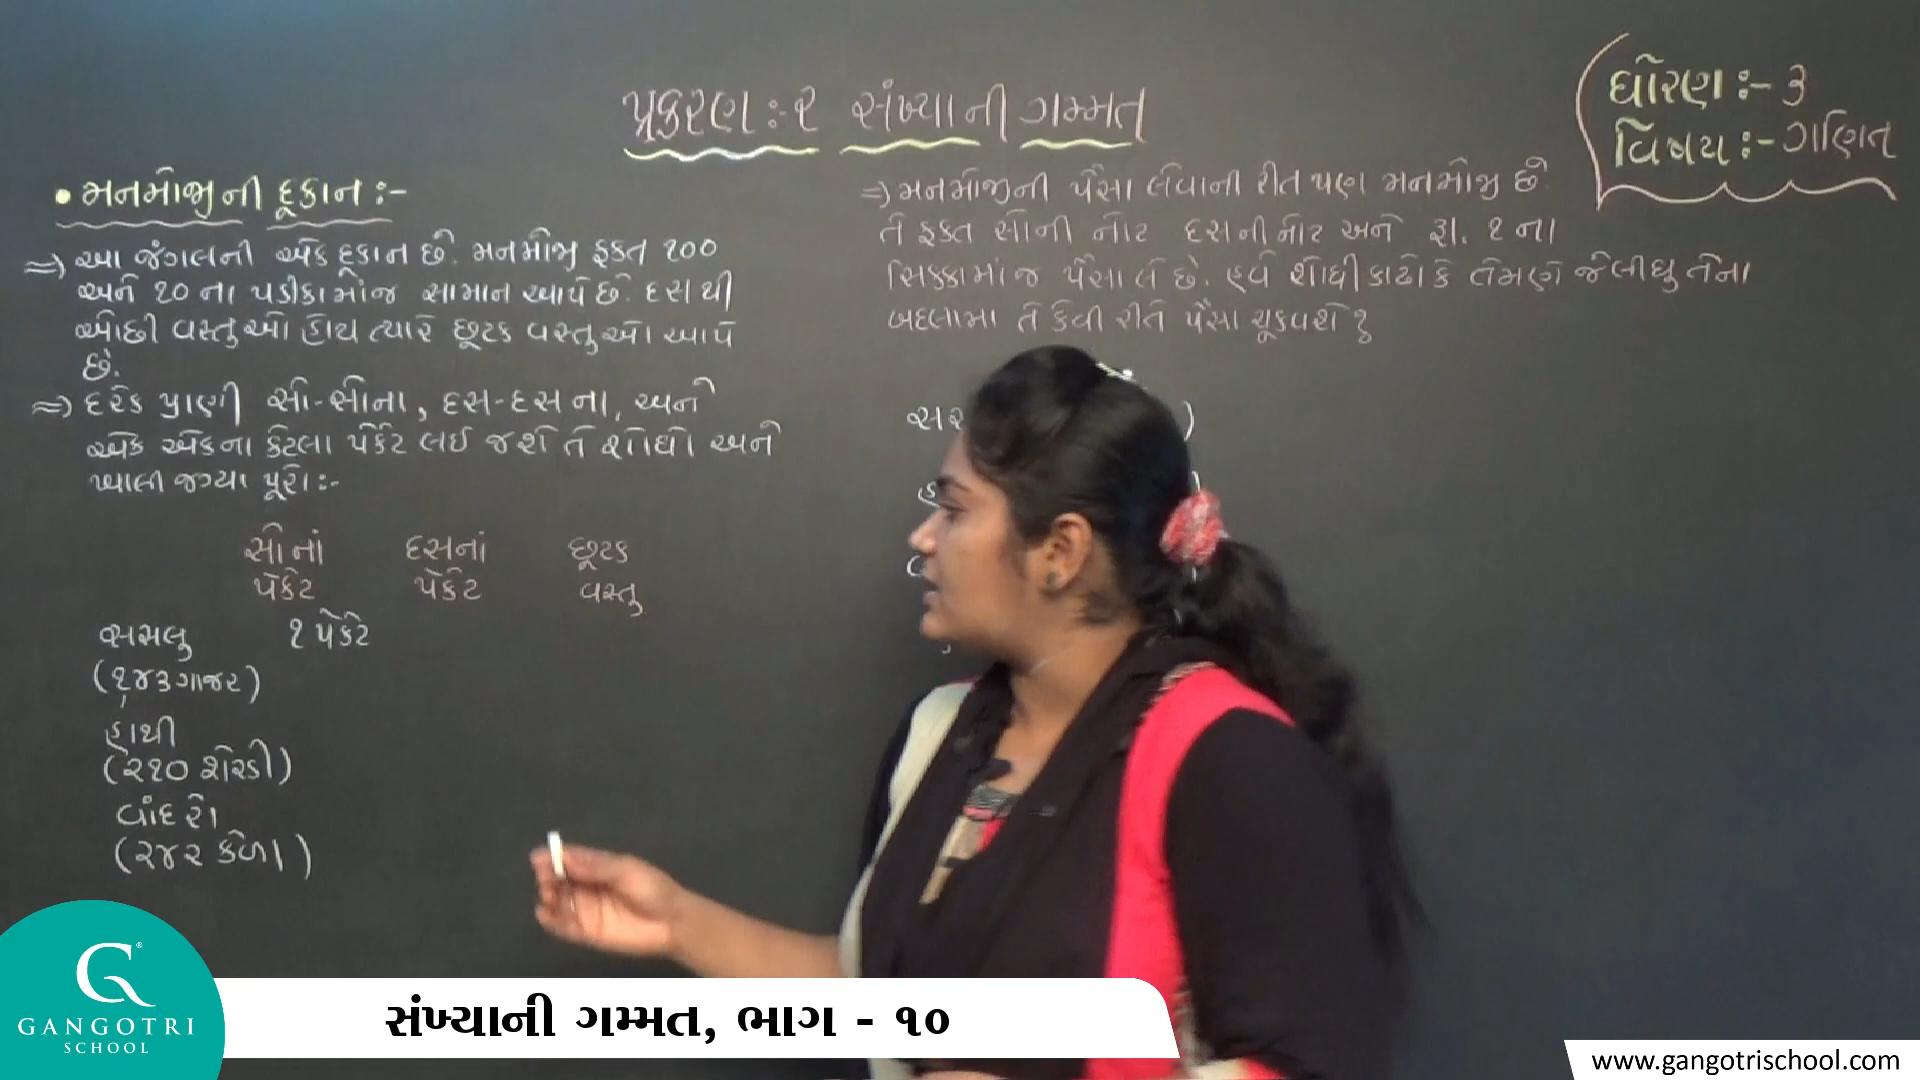 પ્રકરણ :- ૨ સંખ્યાની ગમ્મત
ધોરણ :- ૩
વિષય :- ગણિત
• મનમોજીની દૂકાન :-
⇒) આ જંગલની એક દૂકાન છે. મનમોજી ફક્ત ૧૦૦
અને ૧૦ ના પડીકામાંજ સામાન આપે છે. દસથી
ઓછી વસ્તુઓ હોય ત્યારે છૂટક વસ્તુઓ આપે
છે.
⇒) દરેક પ્રાણી સો-સોના, દસ-દસ ના, અને
એક એકના કેટલા પેકેટ લઈ જશે તે શોધો અને
ખાલી જગ્યા પૂરો :-
સોનાં દસનાં છૂટક
પેકેટ પેકેટ વસ્તુ
સસલુ ૧ પેકેટ
(૧૪૩ ગાજર)
હાથી
(૨૧૦ શેરડી)
વાંદરો
(૨૪૨ કેળા)
⇒) મનમોજીની પૈસા લેવાની રીત પણ મનમોજી છે.
તે ફક્ત સોની નોટ દસની નોટ અને રૂા. ૧ ના
સિક્કામાંજ પૈસા લે છે. હવે શોધી કાઢો કે તેમણે જે લીધુ તેના
બદલામા તે કેવી રીતે પૈસા ચૂકવશે ?
સસ
હ
GANGOTRI
SCHOOL
સંખ્યાની ગમ્મત, ભાગ - ૧૦
www.gangotrischool.com